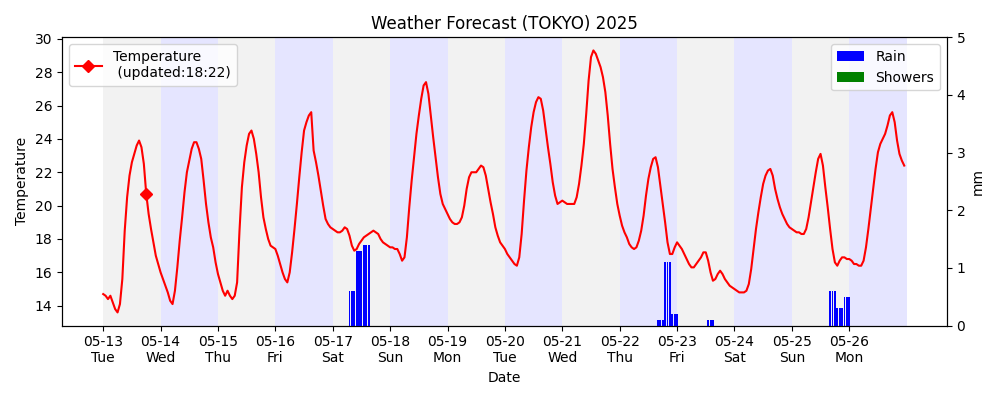 Weather Forecast (TOKYO) 2025
Temperature
(updated:18:22)
Rain
Showers
30
28
26
24
22
20
18
16
14
Temperature
5
4
3
2
1
0
mm
05-13 05-14 05-15 05-16 05-17 05-18 05-19 05-20 05-21 05-22 05-23 05-24 05-25 05-26
Tue Wed Thu Fri Sat Sun Mon Tue Wed Thu Fri Sat Sun Mon
Date